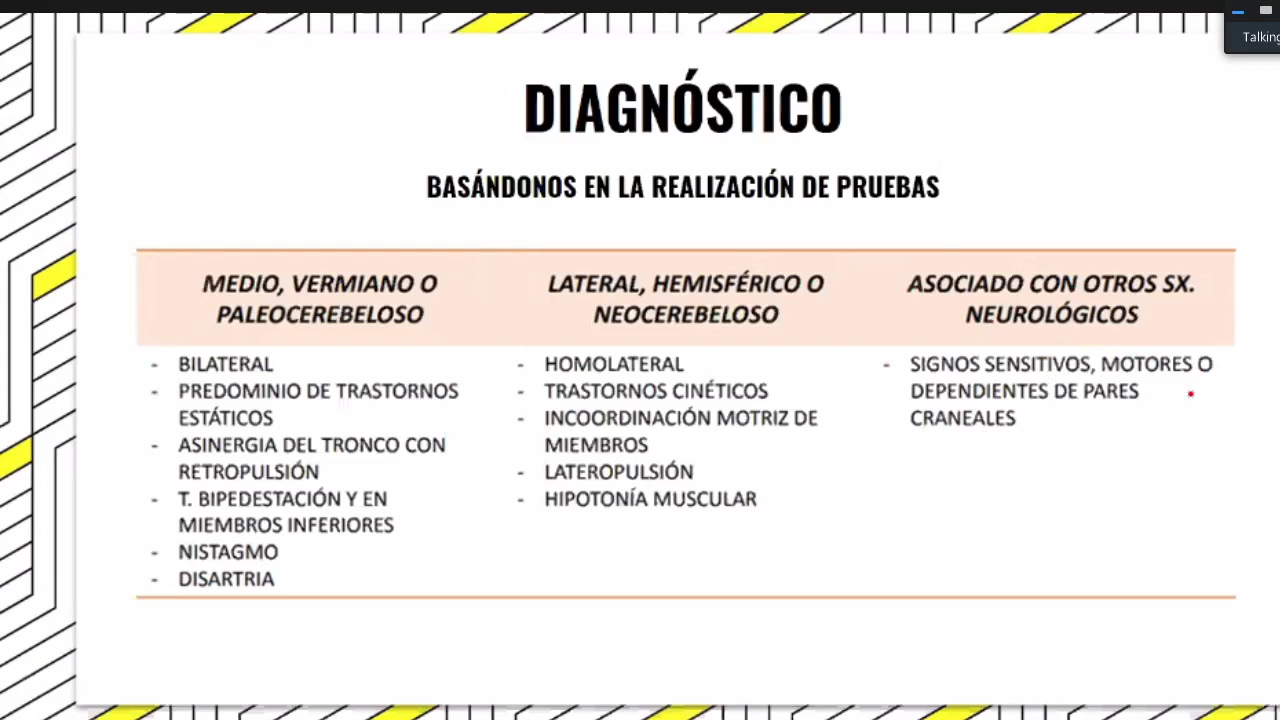 Talking
DIAGNÓSTICO
BASÁNDONOS EN LA REALIZACIÓN DE PRUEBAS
MEDIO, VERMIANO O
PALEOCEREBELOSO
- BILATERAL
- PREDOMINIO DE TRASTORNOS
ESTÁTICOS
- ASINERGIA DEL TRONCO CON
RETROPULSIÓN
- T. BIPEDESTACIÓN Y EN
MIEMBROS INFERIORES
- NISTAGMO
- DISARTRIA
LATERAL, HEMISFÉRICO O
NEOCEREBELOSO
- HOMOLATERAL
- TRASTORNOS CINÉTICOS
- INCOORDINACIÓN MOTRIZ DE
MIEMBROS
- LATEROPULSIÓN
- HIPOTONÍA MUSCULAR
ASOCIADO CON OTROS SX.
NEUROLÓGICOS
- SIGNOS SENSITIVOS, MOTORES O
DEPENDIENTES DE PARES
CRANEALES